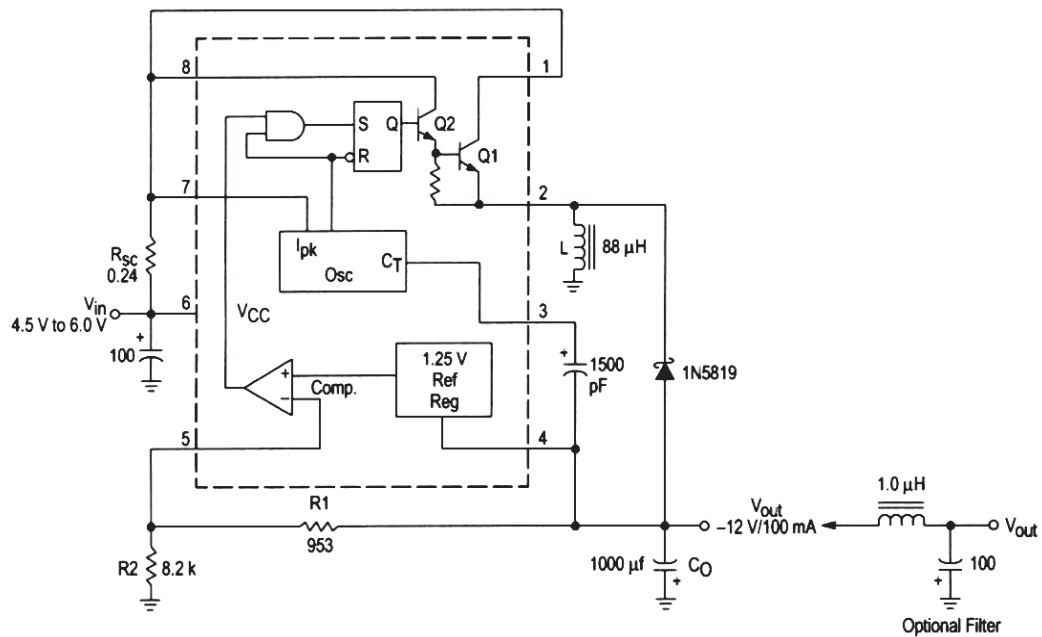 8
1
S
Q
Q2
R
Q1
7
2
Ipk
CT
Osc
L
88 μH
Rsc
0.24
6
Vin
4.5 V to 6.0 V
VCC
3
100
+
1.25 V
Ref
Reg
+
1500
pF
1N5819
+
−
Comp.
5
4
R1
953
Vout
−12 V/100 mA
1.0 μH
Vout
R2
8.2 k
1000 μf
+
CO
100
+
Optional Filter